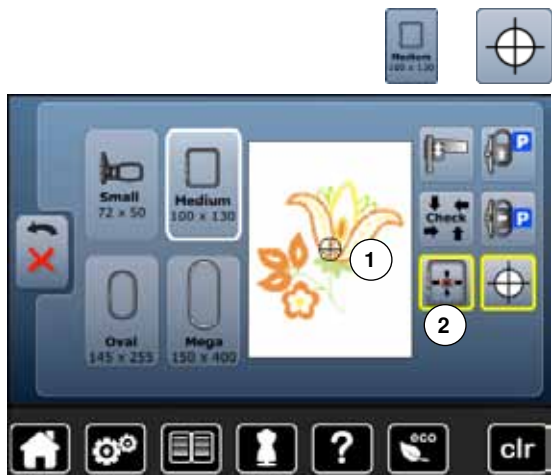 Medium
100 x 130
Small
72 x 50
Medium
100 x 130
P
Check
P
1
2
Oval
145 x 255
Mega
150 x 400
?
eco
clr